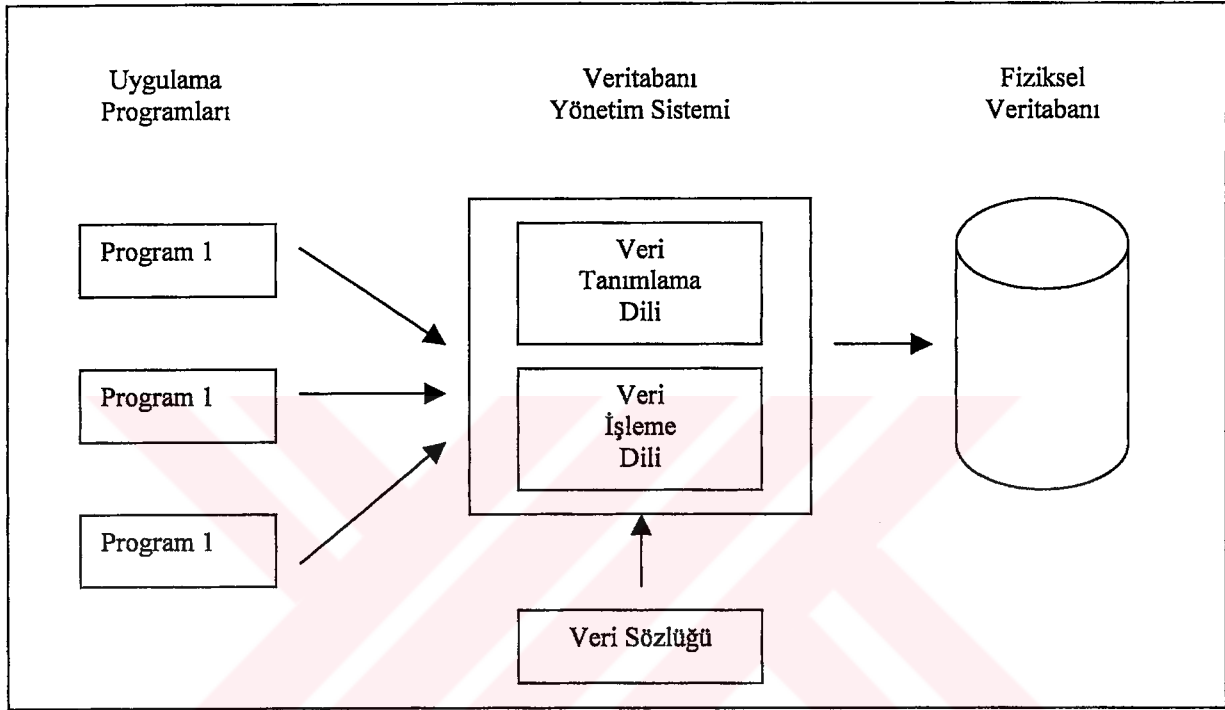 Uygulama
Programları
Veritabanı
Yönetim Sistemi
Fiziksel
Veritabanı
Program 1
Program 1
Program 1
Veri
Tanımlama
Dili
Veri
İşleme
Dili
Veri Sözlüğü